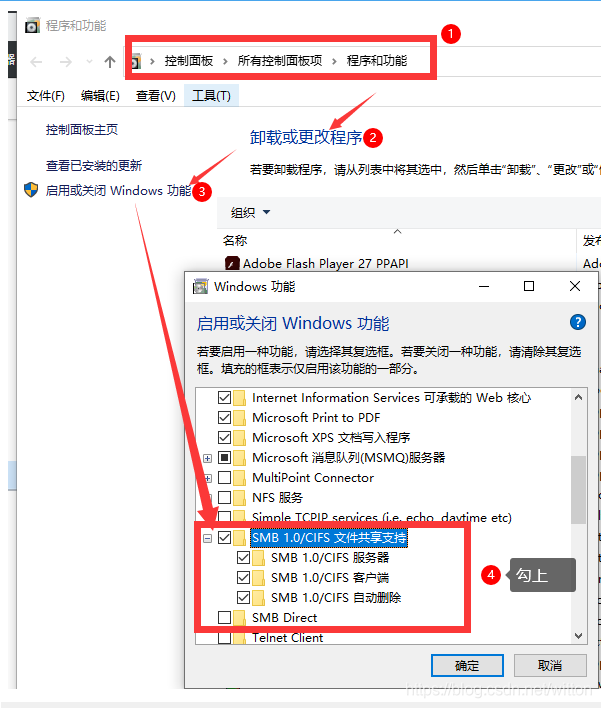 程序和功能
1
控制面板 › 所有控制面板项 › 程序和功能
文件(F) 编辑(E) 查看(V) 工具(T)
控制面板主页
卸载或更改程序 2
查看已安装的更新
若要卸载程序，请从列表中将其选中，然后单击“卸载”、“更改”或“
启用或关闭 Windows 功能 3
组织
名称
Adobe Flash Player 27 PPAPI
Ado
Windows 功能
启用或关闭 Windows 功能
若要启用一种功能，请选择其复选框。若要关闭一种功能，请清除其复选
框。填充的框表示仅启用该功能的一部分。
Internet Information Services 可承载的 Web 核心
Microsoft Print to PDF
Microsoft XPS 文档写入程序
Microsoft 消息队列(MSMQ)服务器
MultiPoint Connector
NFS 服务
Simple TCPIP services (i.e. echo, daytime etc)
SMB 1.0/CIFS 文件共享支持
SMB 1.0/CIFS 服务器
SMB 1.0/CIFS 客户端
4 勾上
SMB 1.0/CIFS 自动删除
SMB Direct
Telnet Client
确定 取消
https://blog.csdn.net/witton